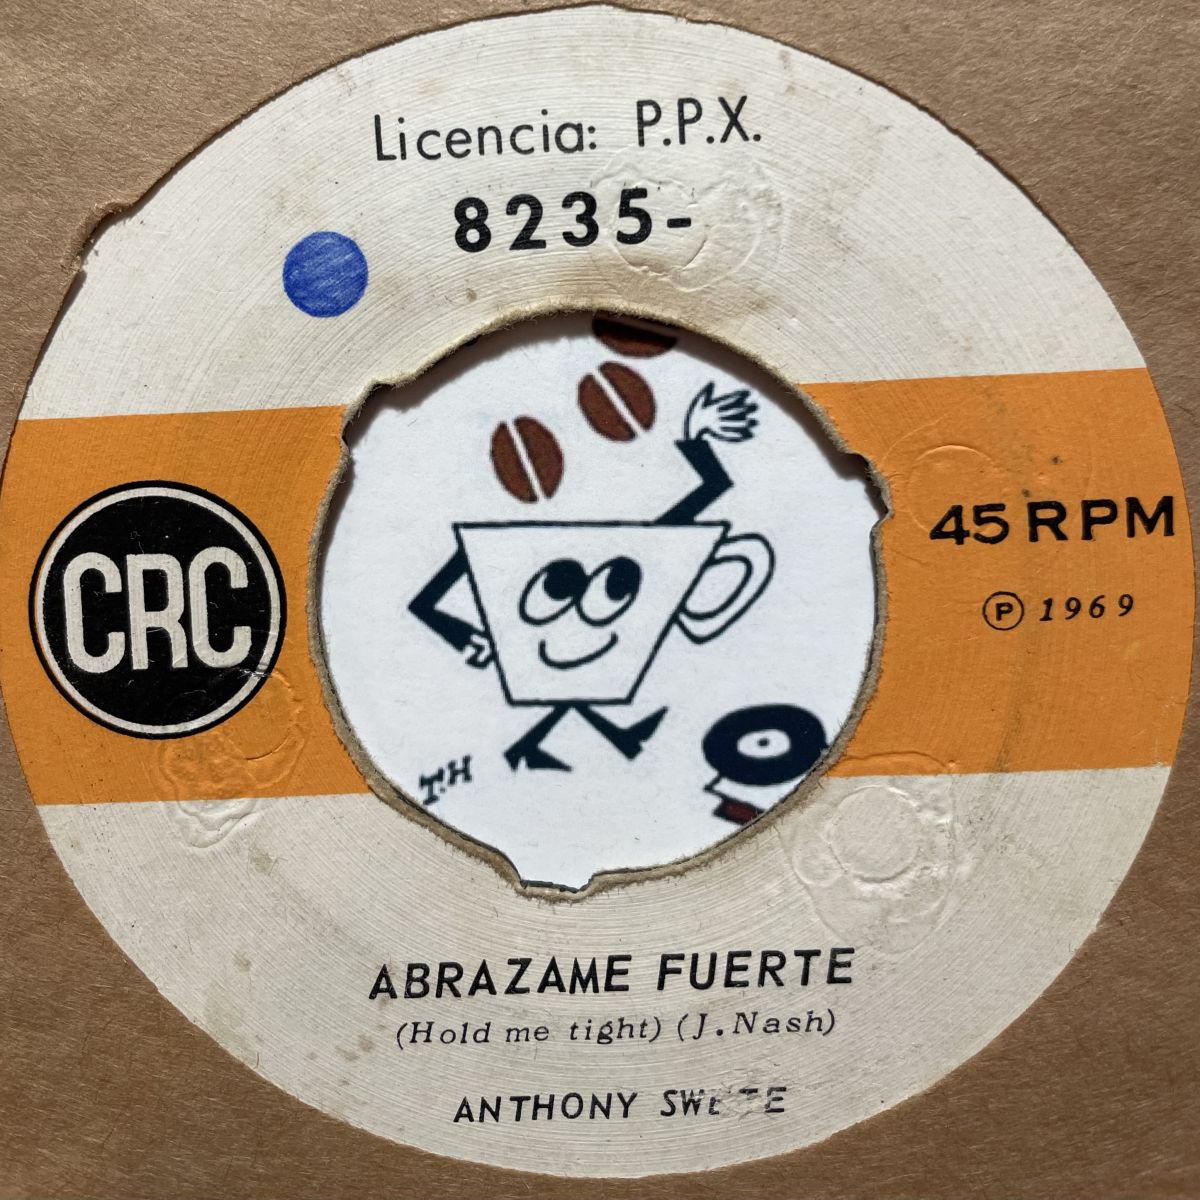 Licencia: P.P.X.
8235-
CRC
45 RPM
℗ 1969
T.H
ABRAZAME FUERTE
(Hold me tight) (J. Nash)
ANTHONY